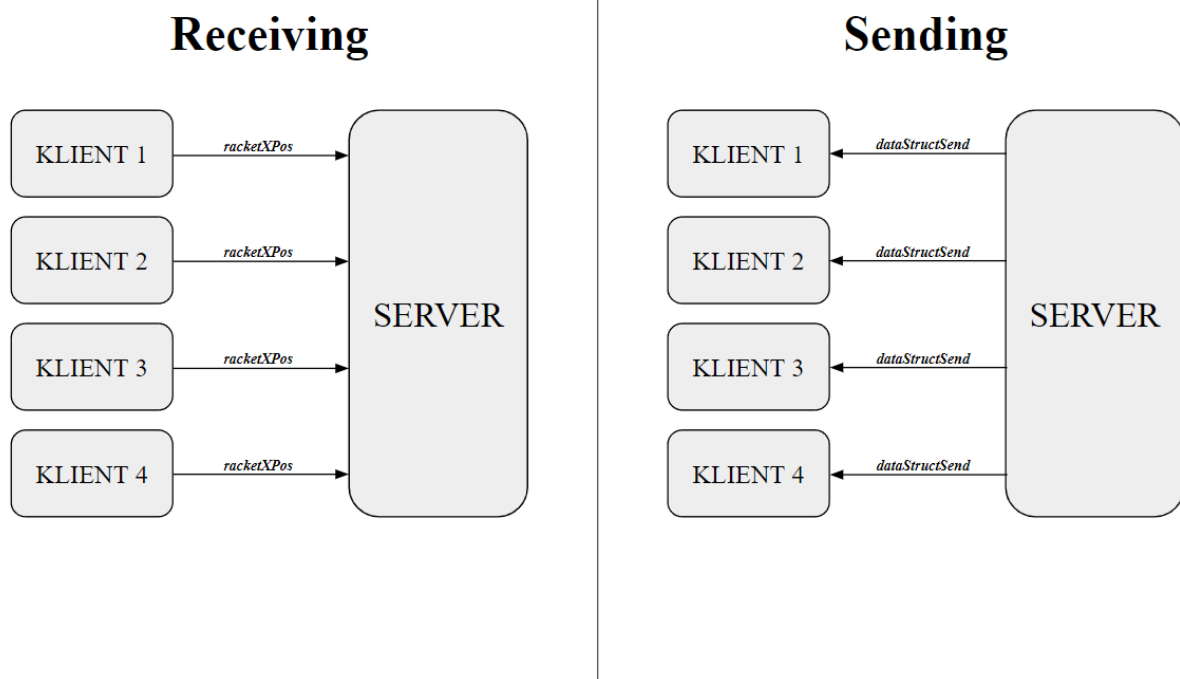 Receiving
KLIENT 1
racketXPos
KLIENT 2
racketXPos
KLIENT 3
racketXPos
KLIENT 4
racketXPos
SERVER
Sending
KLIENT 1
dataStructSend
KLIENT 2
dataStructSend
KLIENT 3
dataStructSend
KLIENT 4
dataStructSend
SERVER